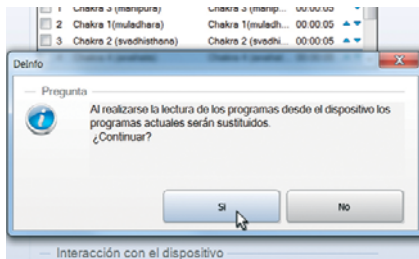 1 Chakra 3 (manipura) Chakra 3 (manip... 00:00:05
2 Chakra 1(muladhara) Chakra 1(muladh... 00:00:05
3 Chakra 2 (svadhisthana) Chakra 2 (svadhi... 00:00:05
DeInfo
Pregunta
Al realizarse la lectura de los programas desde el dispositivo los
programas actuales serán sustituidos.
¿Continuar?
Si No
Interacción con el dispositivo